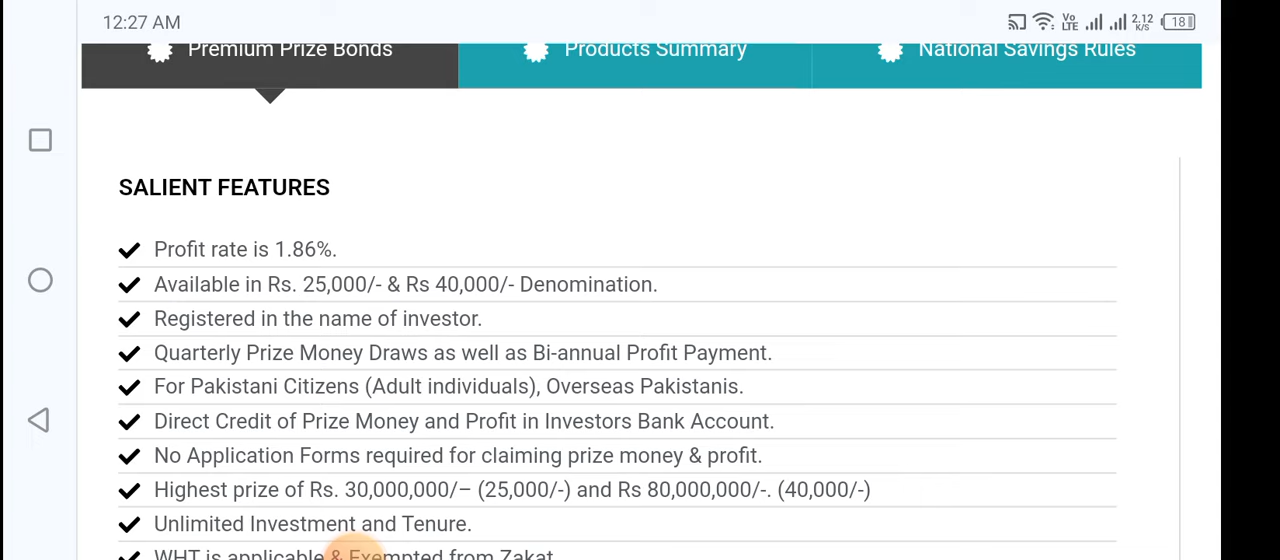 12:27 AM
Vo LTE 2.12 K/S 18
Premium Prize Bonds
Products Summary
National Savings Rules
SALIENT FEATURES
Profit rate is 1.86%.
Available in Rs. 25,000/- & Rs 40,000/- Denomination.
Registered in the name of investor.
Quarterly Prize Money Draws as well as Bi-annual Profit Payment.
For Pakistani Citizens (Adult individuals), Overseas Pakistanis.
Direct Credit of Prize Money and Profit in Investors Bank Account.
No Application Forms required for claiming prize money & profit.
Highest prize of Rs. 30,000,000/– (25,000/-) and Rs 80,000,000/-. (40,000/-)
Unlimited Investment and Tenure.
WHT is applicable & Exempted from Zakat